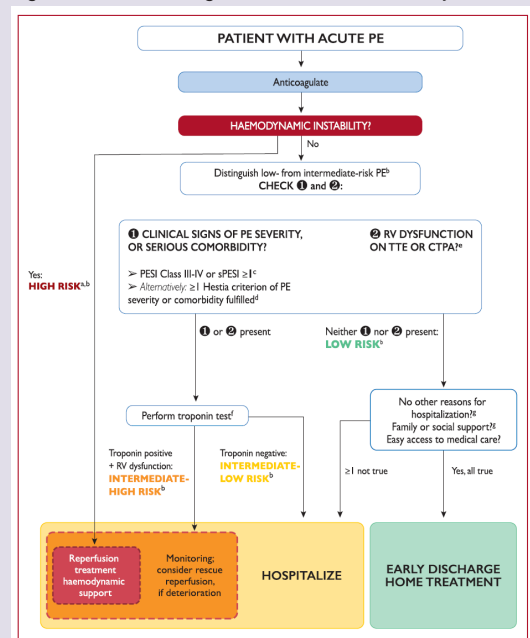 PATIENT WITH ACUTE PE
Anticoagulate
HAEMODYNAMIC INSTABILITY?
No
Distinguish low- from intermediate-risk PEᵇ
CHECK ❶ and ❷:
❶ CLINICAL SIGNS OF PE SEVERITY,
OR SERIOUS COMORBIDITY?
➢ PESI Class III-IV or sPESI ≥Iᶜ
➢ Alternatively: ≥1 Hestia criterion of PE
severity or comorbidity fulfilledᵈ
❷ RV DYSFUNCTION
ON TTE OR CTPA?ᵉ
Yes:
HIGH RISKᵃ,ᵇ
❶ or ❷ present
Neither ❶ nor ❷ present:
LOW RISKᵇ
Perform troponin testᶠ
No other reasons for
hospitalization?ᵍ
Family or social support?ᵍ
Easy access to medical care?
Troponin positive
+ RV dysfunction:
INTERMEDIATE-
HIGH RISKᵇ
Troponin negative:
INTERMEDIATE-
LOW RISKᵇ
≥1 not true
Yes, all true
Reperfusion
treatment
haemodynamic
support
Monitoring;
consider rescue
reperfusion,
if deterioration
HOSPITALIZE
EARLY DISCHARGE
HOME TREATMENT